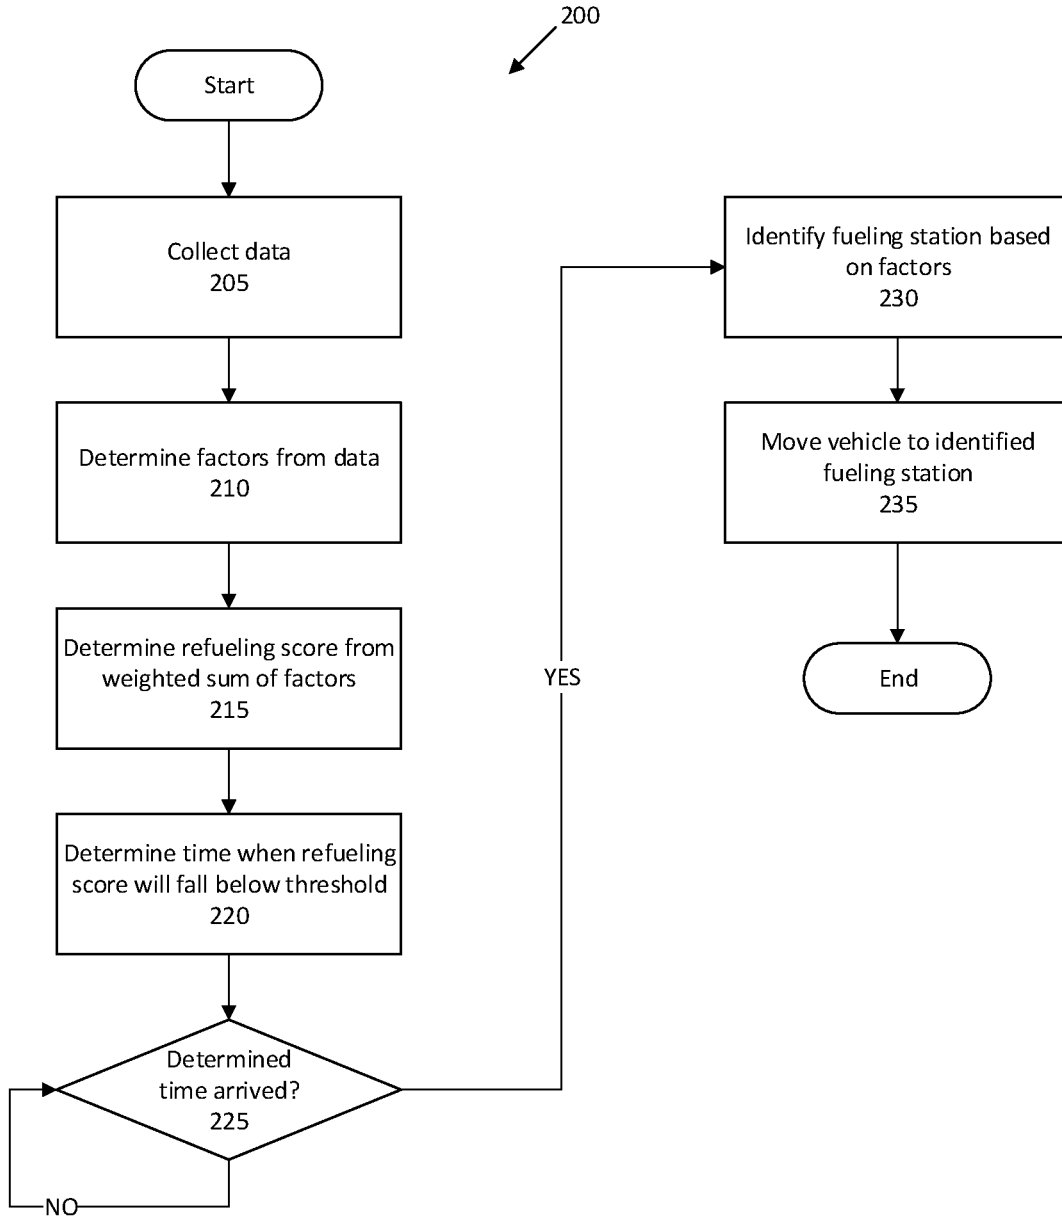 200
Start
Collect data
205
Determine factors from data
210
Determine refueling score from
weighted sum of factors
215
Determine time when refueling
score will fall below threshold
220
Determined
time arrived?
225
NO
YES
Identify fueling station based
on factors
230
Move vehicle to identified
fueling station
235
End